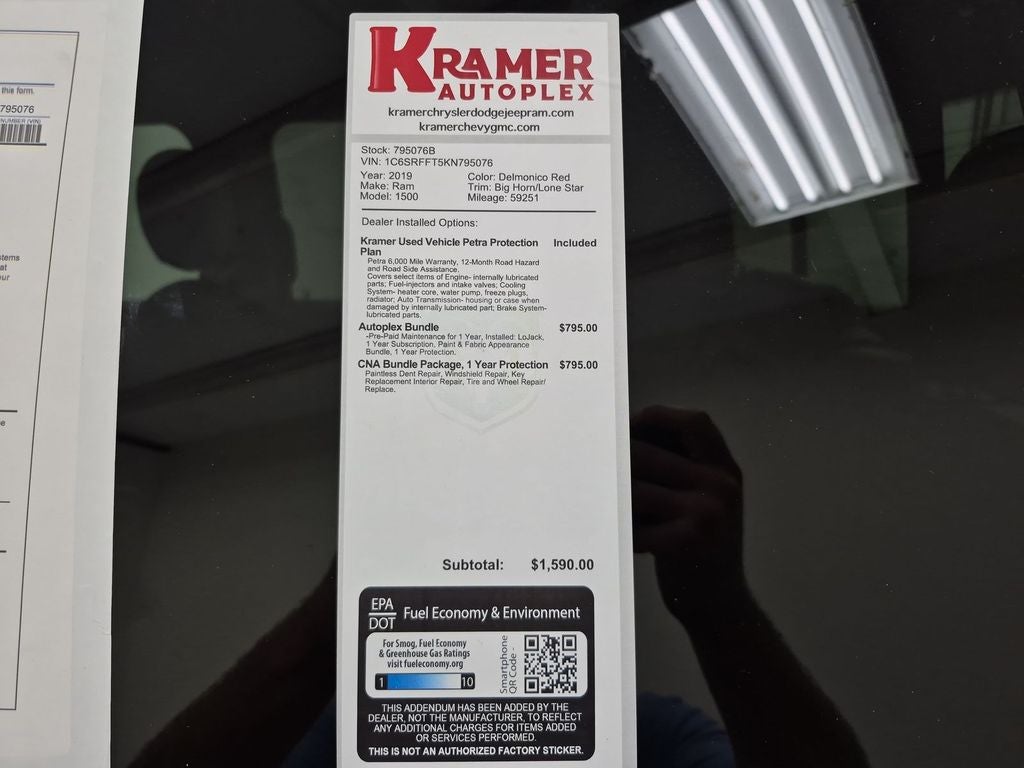 this form.
795076
NUMBER (VIN)
KRAMER
AUTOPLEX
kramerchryslerdodgejeepram.com
kramerchevygmc.com
Stock: 795076B
VIN: 1C6SRFFT5KN795076
Year: 2019 Color: Delmonico Red
Make: Ram Trim: Big Horn/Lone Star
Model: 1500 Mileage: 59251
Dealer Installed Options:
Kramer Used Vehicle Petra Protection Included
Plan
Petra 6,000 Mile Warranty, 12-Month Road Hazard
and Road Side Assistance.
Covers select items of Engine- internally lubricated
parts; Fuel-injectors and intake valves; Cooling
System- heater core, water pump, freeze plugs,
radiator; Auto Transmission- housing or case when
damaged by internally lubricated part; Brake System-
lubricated parts.
Autoplex Bundle $795.00
-Pre-Paid Maintenance for 1 Year, Installed: LoJack,
1 Year Subscription, Paint & Fabric Appearance
Bundle, 1 Year Protection.
CNA Bundle Package, 1 Year Protection $795.00
Paintless Dent Repair, Windshield Repair, Key
Replacement Interior Repair, Tire and Wheel Repair/
Replace.
Subtotal: $1,590.00
EPA
DOT
Fuel Economy & Environment
For Smog, Fuel Economy
& Greenhouse Gas Ratings
visit fueleconomy.org
1 10
Smartphone
QR Code -
THIS ADDENDUM HAS BEEN ADDED BY THE
DEALER, NOT THE MANUFACTURER, TO REFLECT
ANY ADDITIONAL CHARGES FOR ITEMS ADDED
OR SERVICES PERFORMED.
THIS IS NOT AN AUTHORIZED FACTORY STICKER.